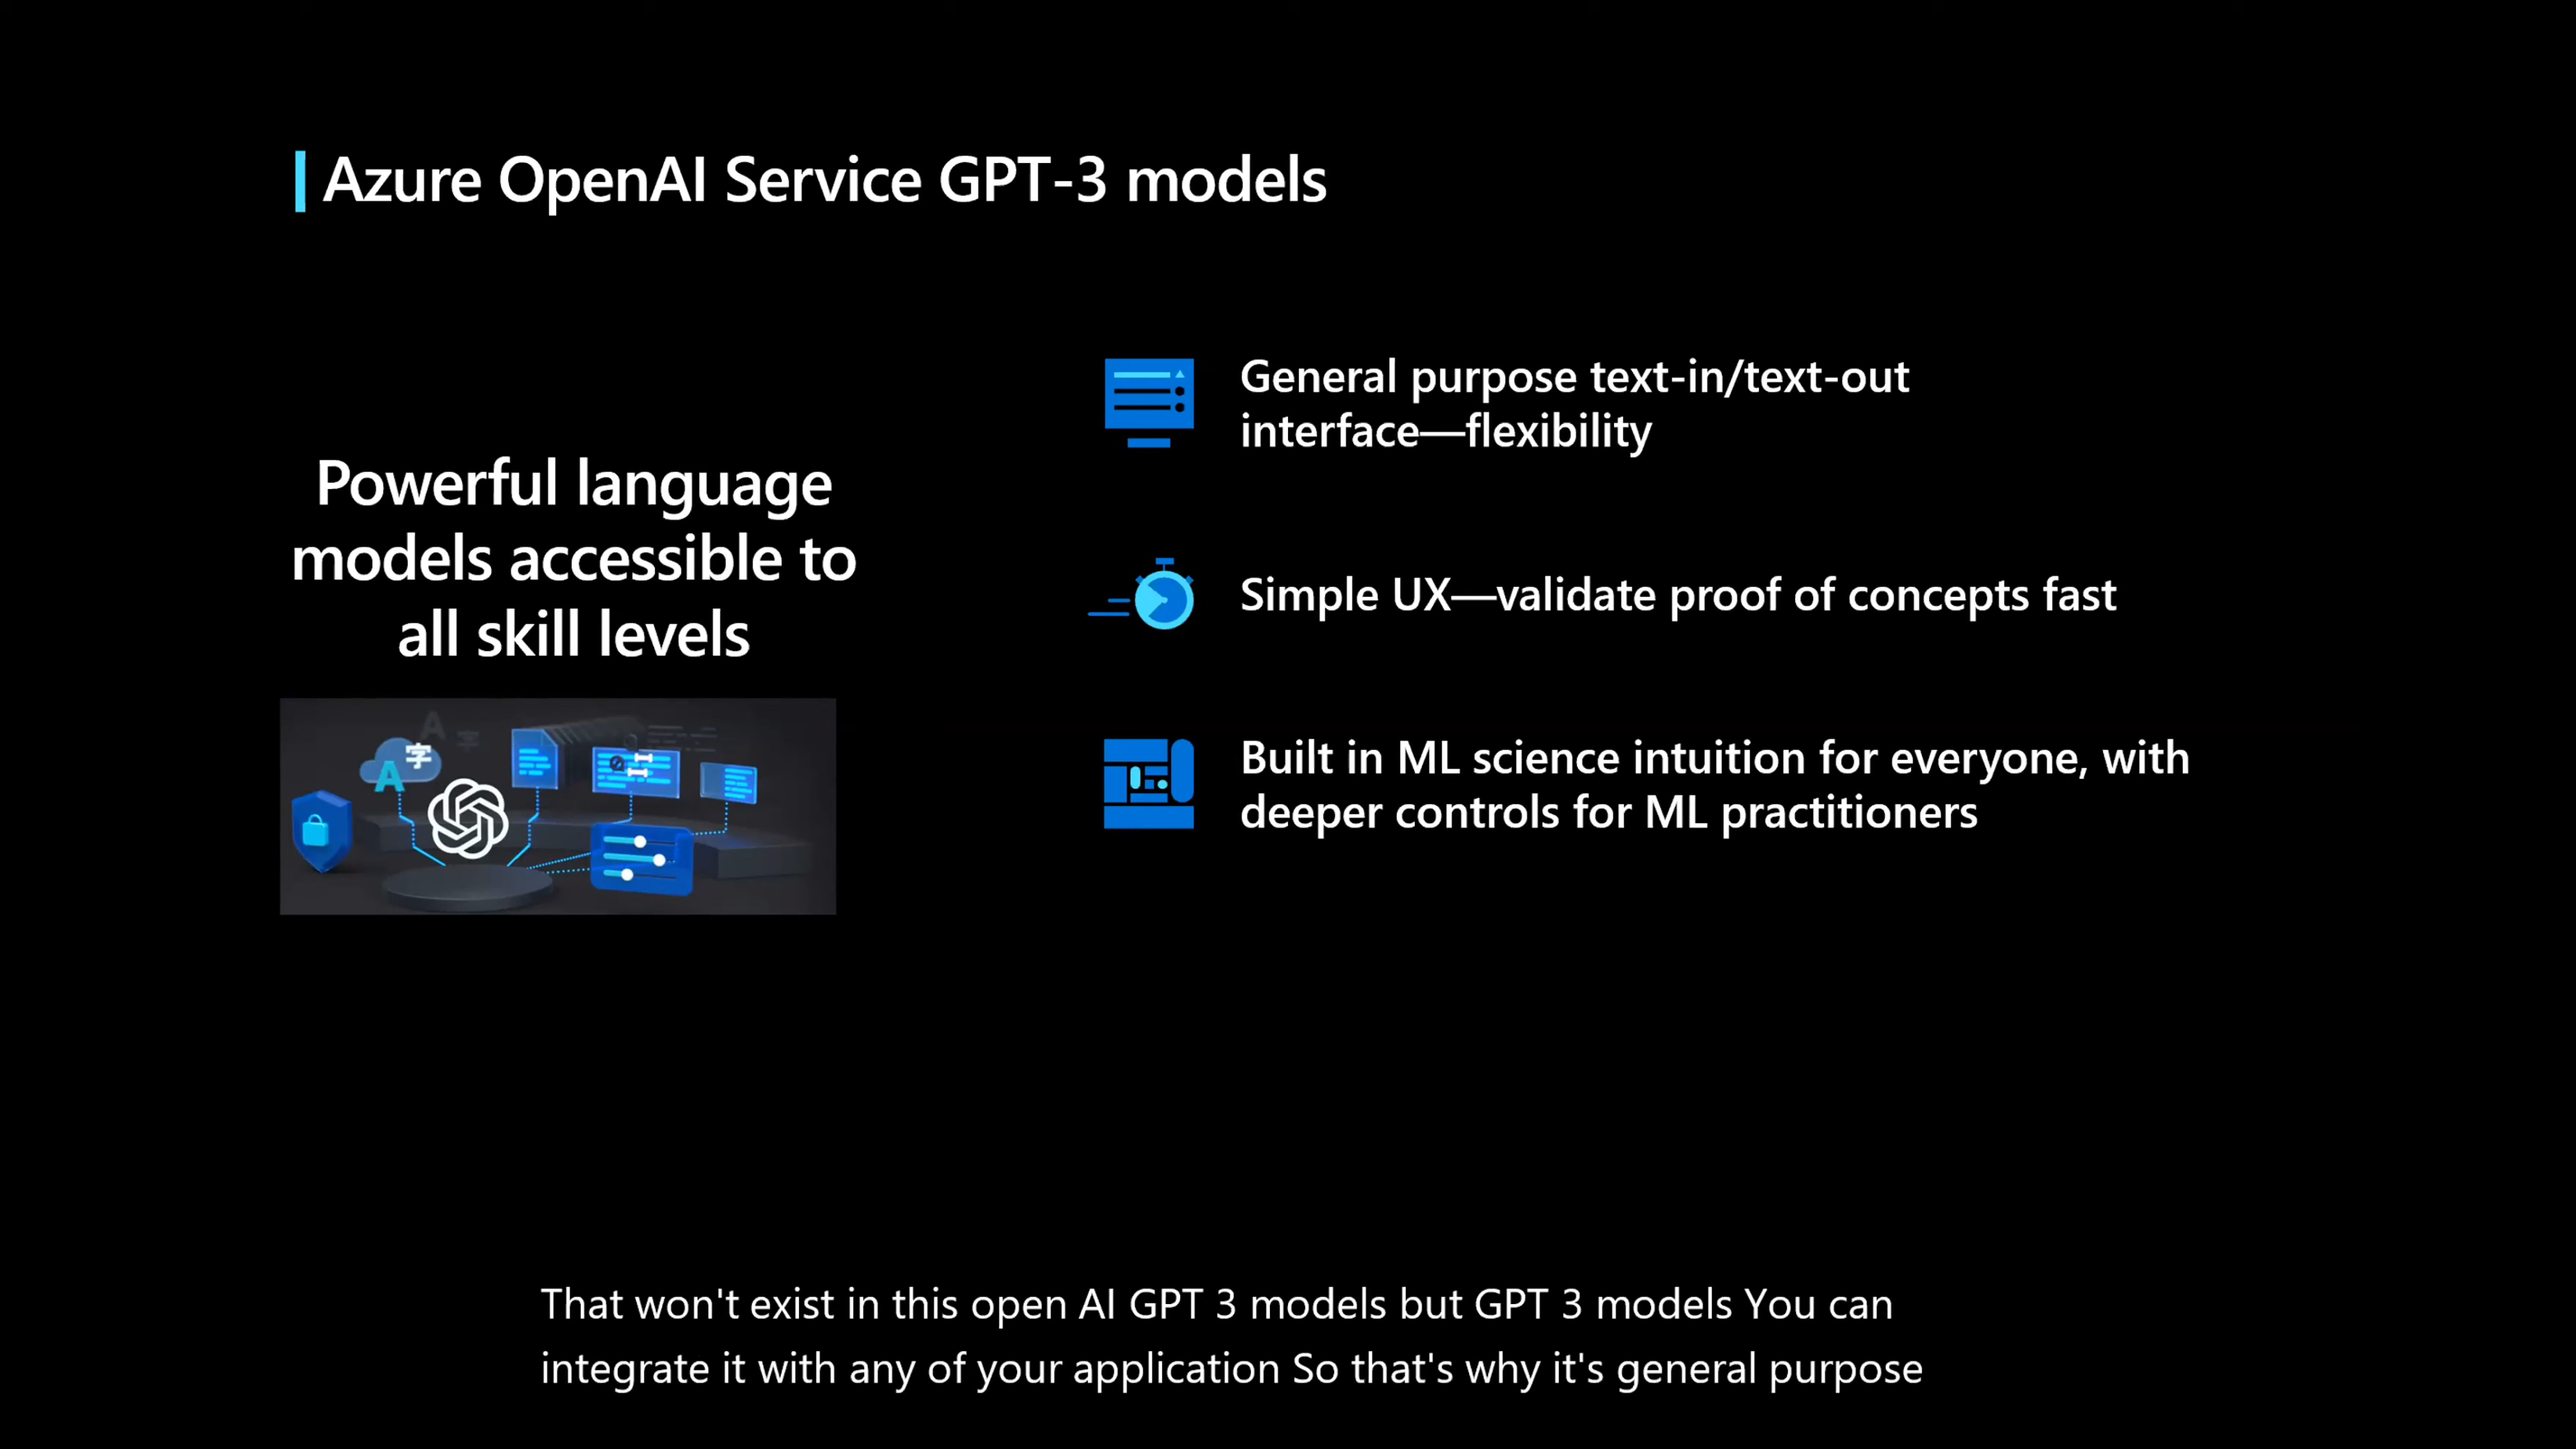 Azure OpenAI Service GPT-3 models
Powerful language
models accessible to
all skill levels
A
字
A
字
General purpose text-in/text-out
interface—flexibility
Simple UX—validate proof of concepts fast
Built in ML science intuition for everyone, with
deeper controls for ML practitioners
That won't exist in this open AI GPT 3 models but GPT 3 models You can
integrate it with any of your application So that's why it's general purpose